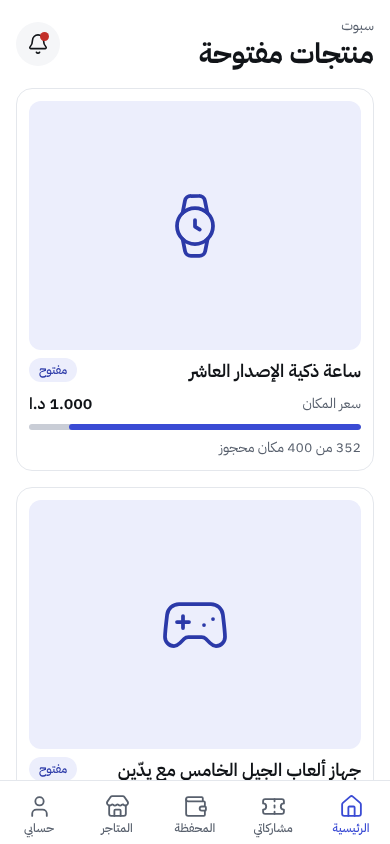 سبوت
منتجات مفتوحة
ساعة ذكية الإصدار العاشر
مفتوح
سعر المكان
1.000 د.ا
352 من 400 مكان محجوز
جهاز ألعاب الجيل الخامس مع يدّين
مفتوح
الرئيسية
مشاركاتي
المحفظة
المتاجر
حسابي